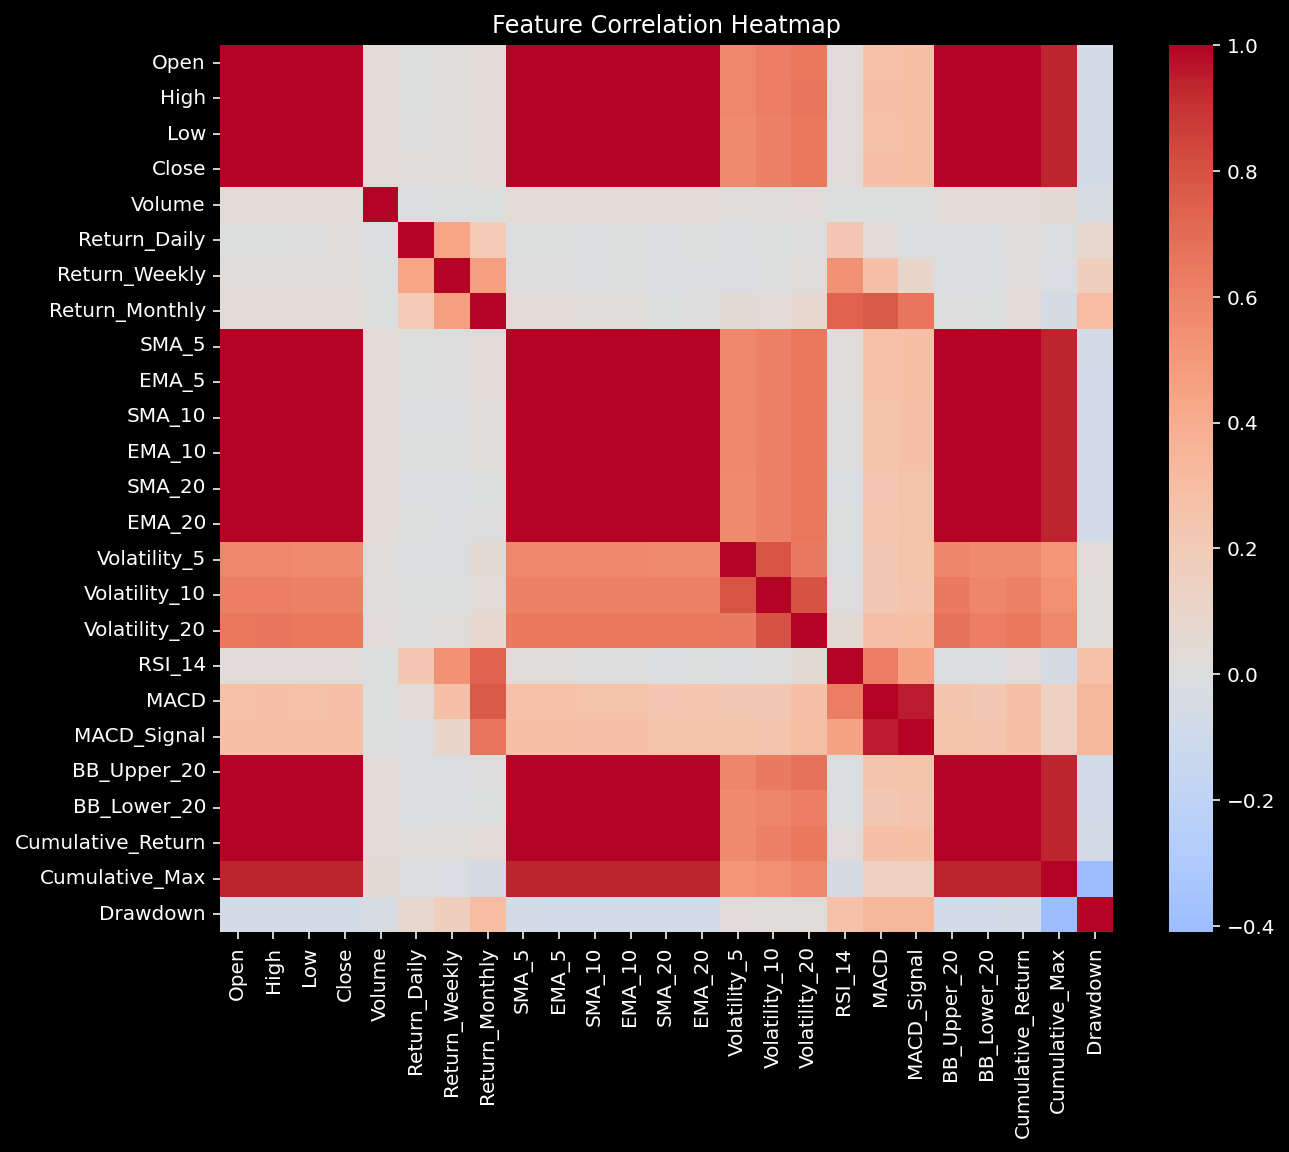 Feature Correlation Heatmap
Open
High
Low
Close
Volume
Return_Daily
Return_Weekly
Return_Monthly
SMA_5
EMA_5
SMA_10
EMA_10
SMA_20
EMA_20
Volatility_5
Volatility_10
Volatility_20
RSI_14
MACD
MACD_Signal
BB_Upper_20
BB_Lower_20
Cumulative_Return
Cumulative_Max
Drawdown
Open
High
Low
Close
Volume
Return_Daily
Return_Weekly
Return_Monthly
SMA_5
EMA_5
SMA_10
EMA_10
SMA_20
EMA_20
Volatility_5
Volatility_10
Volatility_20
RSI_14
MACD
MACD_Signal
BB_Upper_20
BB_Lower_20
Cumulative_Return
Cumulative_Max
Drawdown
1.0
0.8
0.6
0.4
0.2
0.0
−0.2
−0.4